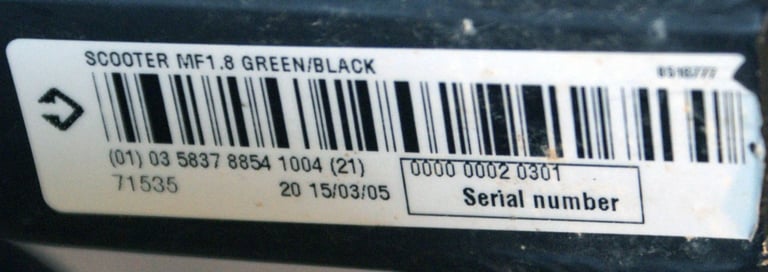 SCOOTER MF1.8 GREEN/BLACK
(01) 03 5837 8854 1004 (21) 0000 0002 0301
71535 20 15/03/05 Serial number